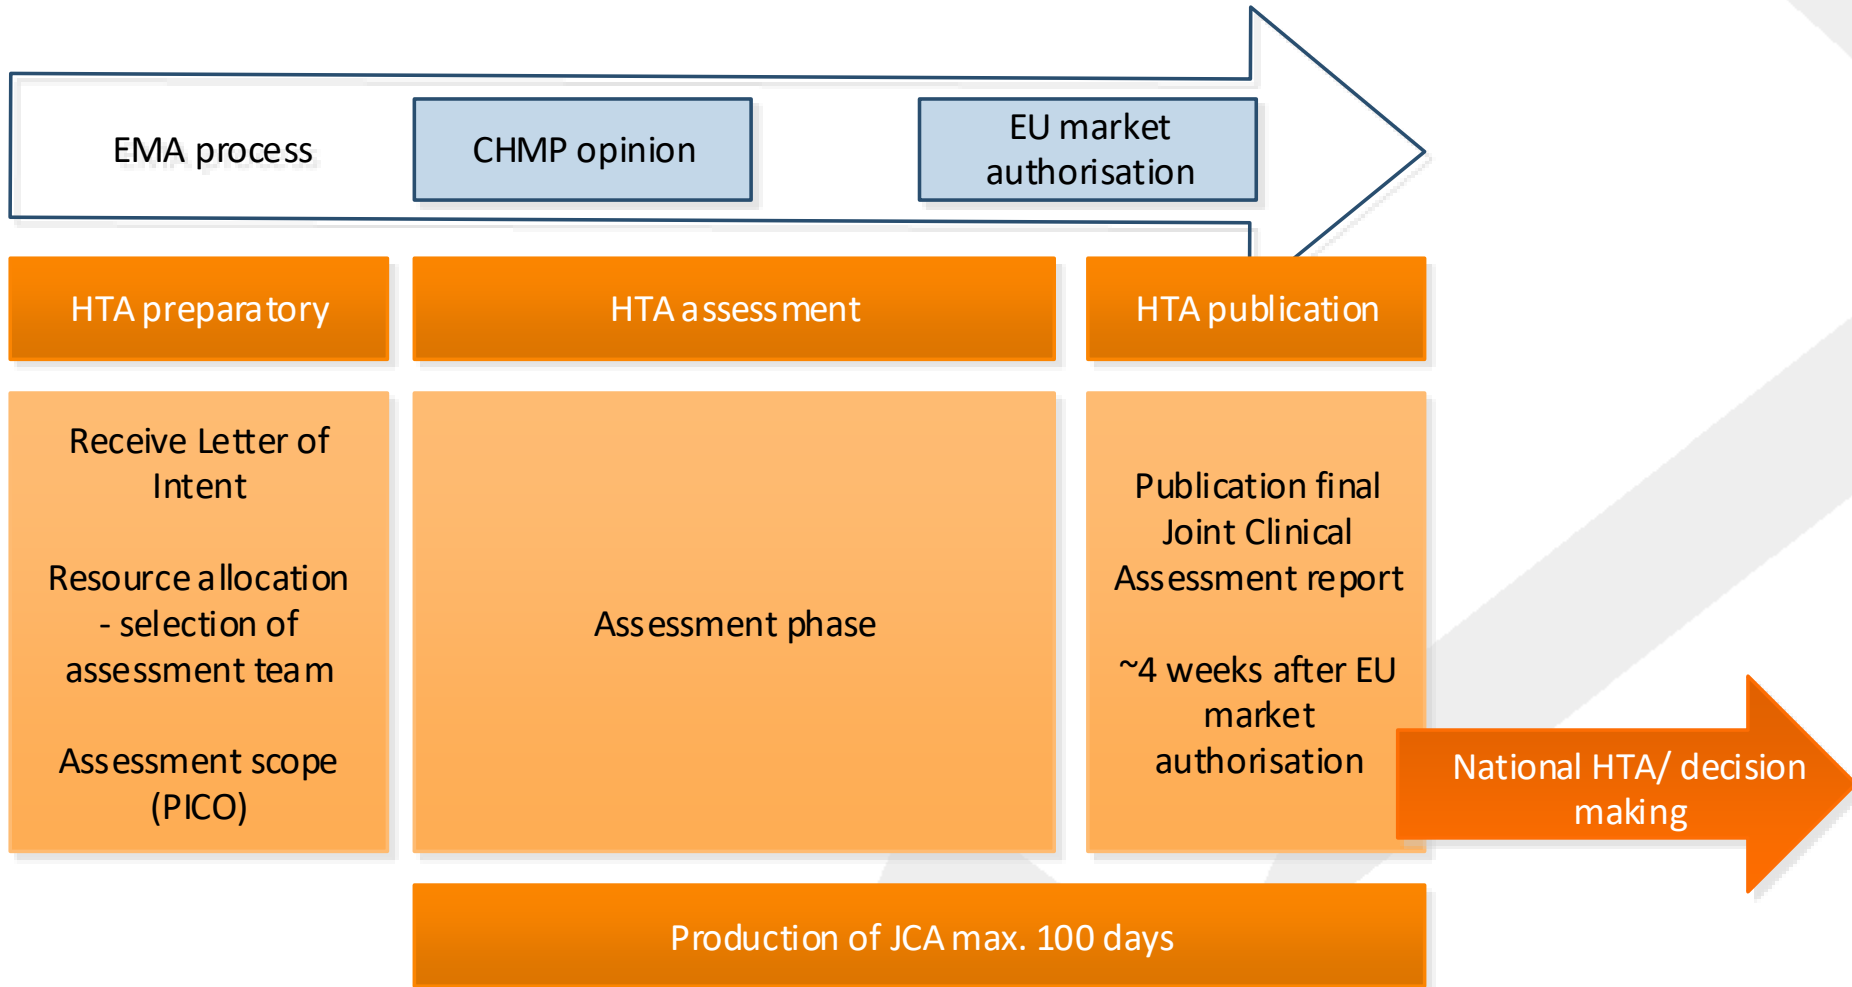 EMA process
CHMP opinion
EU market
authorisation
HTA preparatory
HTA assessment
HTA publication
Receive Letter of
Intent
Resource allocation
- selection of
assessment team
Assessment scope
(PICO)
Assessment phase
Publication final
Joint Clinical
Assessment report
~4 weeks after EU
market
authorisation
National HTA/ decision
making
Production of JCA max. 100 days